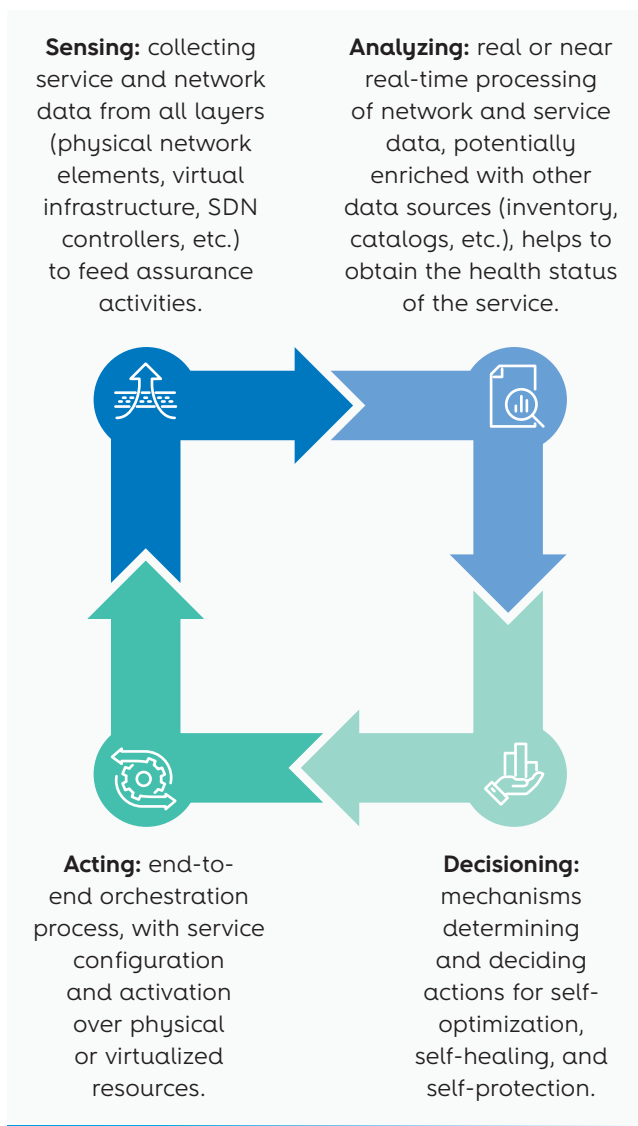 Sensing: collecting
service and network
data from all layers
(physical network
elements, virtual
infrastructure, SDN
controllers, etc.)
to feed assurance
activities.
Analyzing: real or near
real-time processing
of network and service
data, potentially
enriched with other
data sources (inventory,
catalogs, etc.), helps to
obtain the health status
of the service.
Acting: end-to-
end orchestration
process, with service
configuration
and activation
over physical
or virtualized
resources.
Decisioning:
mechanisms
determining
and deciding
actions for self-
optimization,
self-healing, and
self-protection.